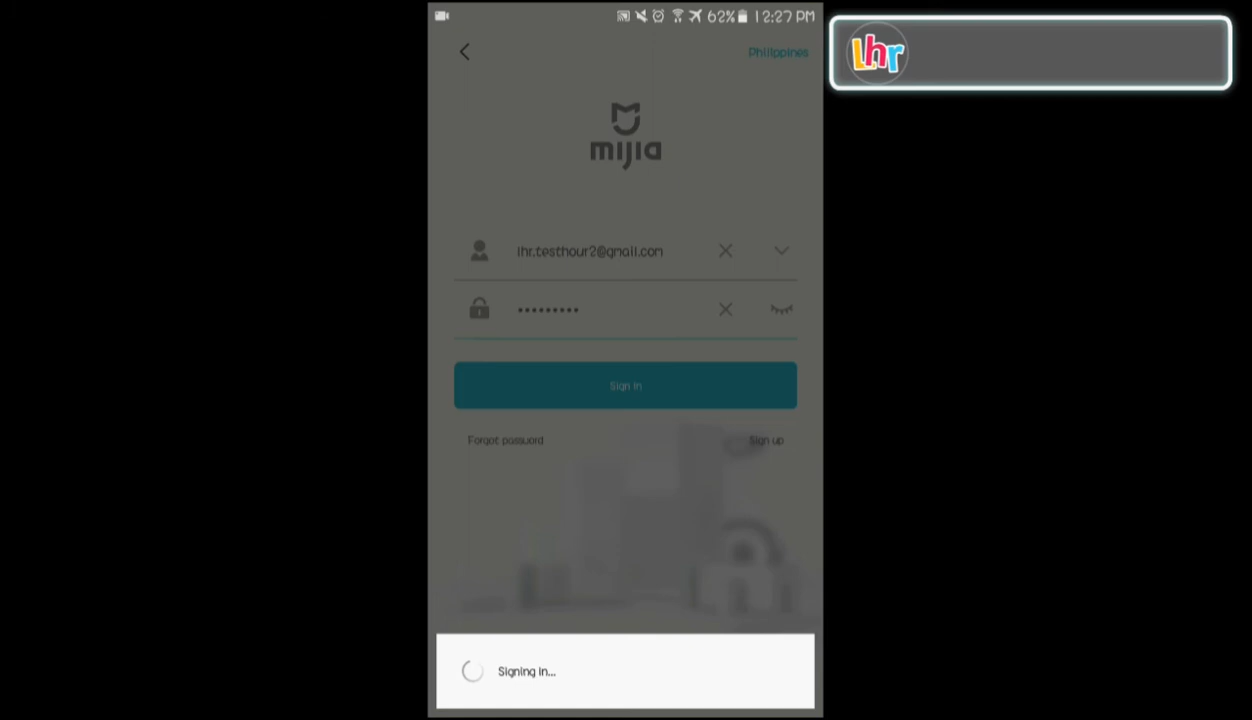 62% 12:27 PM
Philippines
lhr
mijia
lhr.testhour2@gmail.com
•••••••••
Sign in
Forgot password
Sign up
Signing in...